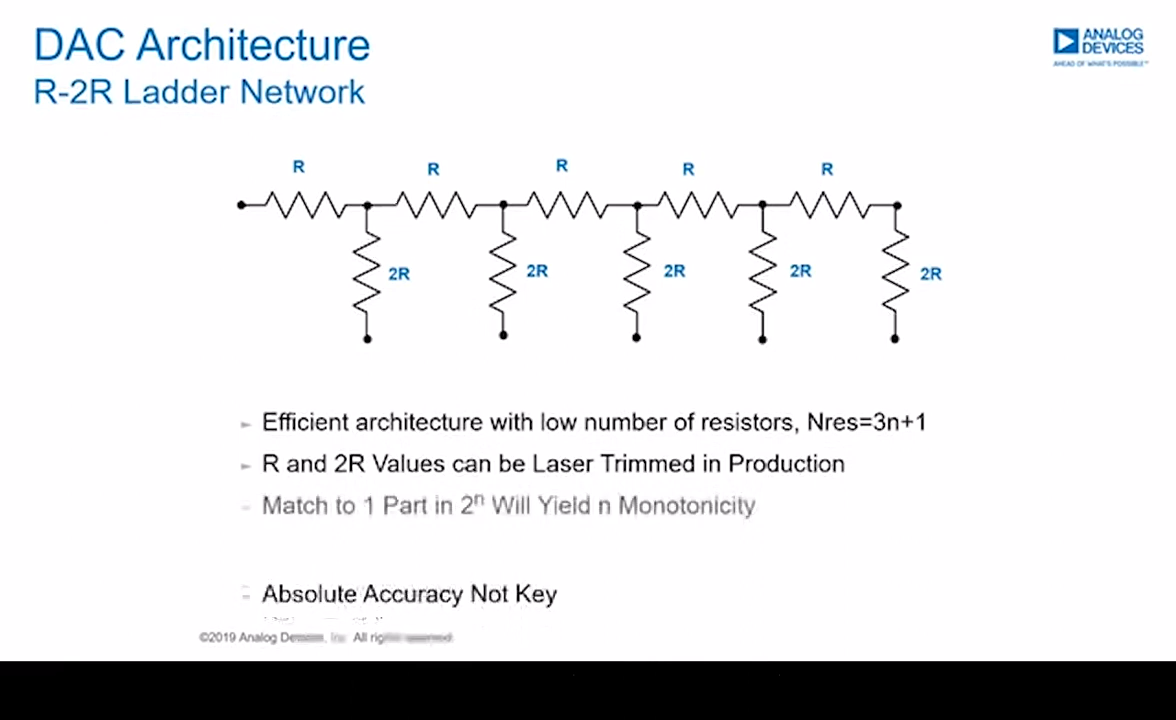 DAC Architecture
R-2R Ladder Network
ANALOG
DEVICES
AHEAD OF WHAT'S POSSIBLE™
R R R R R
2R 2R 2R 2R 2R
Efficient architecture with low number of resistors, Nres=3n+1
R and 2R Values can be Laser Trimmed in Production
Match to 1 Part in 2ⁿ Will Yield n Monotonicity
Absolute Accuracy Not Key
©2019 Analog Devices, Inc. All rights reserved.